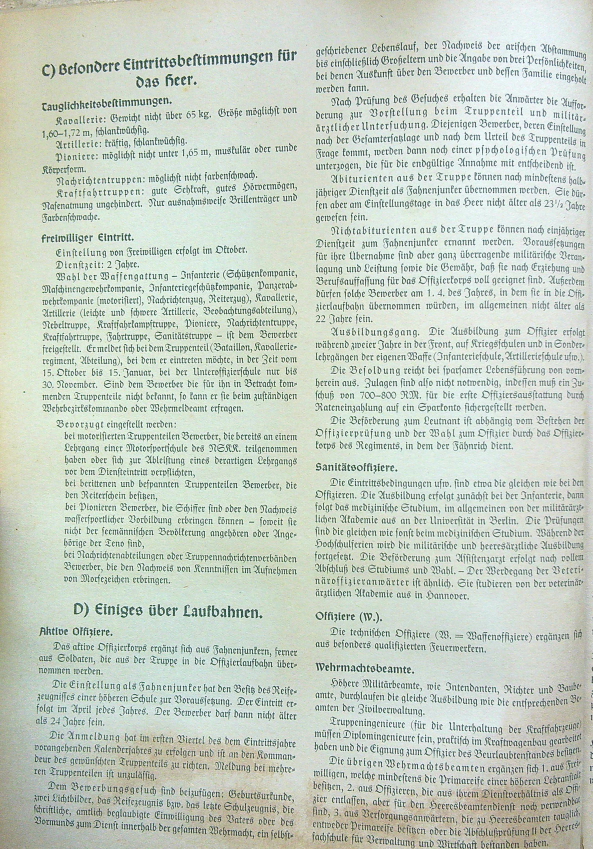 C) Besondere Eintrittsbestimmungen für
das Heer.
Tauglichkeitsbestimmungen.
Kavallerie: Gewicht nicht über 65 kg. Größe möglichst von
1,60–1,72 m, schlankwüchsig.
Artillerie: kräftig, schlankwüchsig.
Pioniere: möglichst nicht unter 1,65 m, muskulär oder runde
Körperform.
Nachrichtentruppen: möglichst nicht farbenschwach.
Kraftfahrtruppen: gute Sehkraft, gutes Hörvermögen,
Nasenatmung ungehindert. Nur ausnahmsweise Brillenträger und
Farbenschwache.
Freiwilliger Eintritt.
Einstellung von Freiwilligen erfolgt im Oktober.
Dienstzeit: 2 Jahre.
Wahl der Waffengattung – Infanterie (Schützenkompanie,
Maschinengewehrkompanie, Infanteriegeschützkompanie, Panzerab-
wehrkompanie (motorisiert), Nachrichtenzug, Reiterzug), Kavallerie,
Artillerie (leichte und schwere Artillerie, Beobachtungsabteilung),
Nebeltruppe, Kraftfahrkampftruppe, Pioniere, Nachrichtentruppe,
Kraftfahrtruppe, Fahrtruppe, Sanitätstruppe – ist dem Bewerber
freigestellt. Er meldet sich bei dem Truppenteil (Bataillon, Kavallerie-
regiment, Abteilung), bei dem er eintreten möchte, in der Zeit vom
15. Oktober bis 15. Januar, bei der Unteroffizierschule nur bis
30. November. Sind dem Bewerber die für ihn in Betracht kom-
menden Truppenteile nicht bekannt, so kann er sie beim zuständigen
Wehrbezirkskommando oder Wehrmeldeamt erfragen.
Bevorzugt eingestellt werden:
bei motorisierten Truppenteilen Bewerber, die bereits an einem
Lehrgang einer Motorsportschule des NSKK. teilgenommen
haben oder sich zur Ableistung eines derartigen Lehrgangs
vor dem Diensteintritt verpflichten,
bei berittenen und bespannten Truppenteilen Bewerber, die
den Reiterschein besitzen,
bei Pionieren Bewerber, die Schiffer sind oder den Nachweis
wassersportlicher Vorbildung erbringen können – soweit sie
nicht der seemännischen Bevölkerung angehören oder Ange-
hörige der Teno sind,
bei Nachrichtenabteilungen oder Truppennachrichtenverbänden
Bewerber, die den Nachweis von Kenntnissen im Aufnehmen
von Morsezeichen erbringen.
D) Einiges über Laufbahnen.
Aktive Offiziere.
Das aktive Offizierkorps ergänzt sich aus Fahnenjunkern, ferner
aus Soldaten, die aus der Truppe in die Offizierlaufbahn über-
nommen werden.
Die Einstellung als Fahnenjunker hat den Besitz des Reife-
zeugnisses einer höheren Schule zur Voraussetzung. Der Eintritt er-
folgt im April jedes Jahres. Der Bewerber darf dann nicht älter
als 24 Jahre sein.
Die Anmeldung hat im ersten Viertel des dem Eintrittsjahre
vorangehenden Kalenderjahres zu erfolgen und ist an den Komman-
deur des gewünschten Truppenteils zu richten. Meldung bei mehre-
ren Truppenteilen ist unzulässig.
Dem Bewerbungsgesuch sind beizufügen: Geburtsurkunde,
zwei Lichtbilder, das Reifezeugnis bzw. das letzte Schulzeugnis, die
schriftliche, amtlich beglaubigte Einwilligung des Vaters oder des
Vormunds zum Dienst innerhalb der gesamten Wehrmacht, ein selbst-
geschriebener Lebenslauf, der Nachweis der arischen Abstammung
bis einschließlich Großeltern und die Angabe von drei Persönlichkeiten,
bei denen Auskunft über den Bewerber und dessen Familie eingeholt
werden kann.
Nach Prüfung des Gesuches erhalten die Anwärter die Auffor-
derung zur Vorstellung beim Truppenteil und militär-
ärztlicher Untersuchung. Diejenigen Bewerber, deren Einstellung
nach der Gesamterfatzlage und nach dem Urteil des Truppenteils in
Frage kommt, werden dann noch einer psychologischen Prüfung
unterzogen, die für die endgültige Annahme mit entscheidend ist.
Abiturienten aus der Truppe können nach mindestens halb-
jähriger Dienstzeit als Fahnenjunker übernommen werden. Sie dür-
fen aber am Einstellungstage in das Heer nicht älter als 23½ Jahre
gewesen sein.
Nichtabiturienten aus der Truppe können nach einjähriger
Dienstzeit zum Fahnenjunker ernannt werden. Voraussetzungen
für ihre Übernahme sind aber ganz überragende militärische Veran-
lagung und Leistung sowie die Gewähr, daß sie nach Erziehung und
Berufsauffassung für das Offizierkorps voll geeignet sind. Außerdem
dürfen solche Bewerber am 1. 4. des Jahres, in dem sie in die Offi-
zierlaufbahn übernommen würden, im allgemeinen nicht älter als
22 Jahre sein.
Ausbildungsgang. Die Ausbildung zum Offizier erfolgt
während zweier Jahre in der Front, auf Kriegsschulen und in Sonder-
lehrgängen der eigenen Waffe (Infanterieschule, Artillerieschule usw.).
Die Besoldung reicht bei sparsamer Lebensführung von vorn-
herein aus. Zulagen sind also nicht notwendig, indessen muß ein Zu-
schuß von 700–800 RM. für die erste Offiziersausstattung durch
Rateneinzahlung auf ein Sparkonto sichergestellt werden.
Die Beförderung zum Leutnant ist abhängig vom Bestehen der
Offizierprüfung und der Wahl zum Offizier durch das Offizier-
korps des Regiments, in dem der Fähnrich dient.
Sanitätsoffiziere.
Die Eintrittsbedingungen usw. sind etwa die gleichen wie bei den
Offizieren. Die Ausbildung erfolgt zunächst bei der Infanterie, dann
folgt das medizinische Studium, im allgemeinen von der militärärzt-
lichen Akademie aus an der Universität in Berlin. Die Prüfungen
sind die gleichen wie sonst beim medizinischen Studium. Während der
Hochschulferien wird die militärische und heeresärztliche Ausbildung
fortgesetzt. Die Beförderung zum Assistenzarzt erfolgt nach vollem
Abschluß des Studiums und Wahl. – Der Werdegang der Veteri-
näroffizieranwärter ist ähnlich. Sie studieren von der veterinär-
ärztlichen Akademie aus in Hannover.
Offiziere (W.).
Die technischen Offiziere (W. = Waffenoffiziere) ergänzen sich
aus besonders qualifizierten Feuerwerkern.
Wehrmachtsbeamte.
Höhere Militärbeamte, wie Intendanten, Richter und Baube-
amte, durchlaufen die gleiche Ausbildung wie die entsprechenden Be-
amten der Zivilverwaltung.
Truppeningenieure (für die Unterhaltung der Kraftfahrzeuge)
müssen Diplomingenieure sein, praktisch im Kraftwagenbau gearbeitet
haben und die Eignung zum Offizier des Beurlaubtenstandes besitzen.
Die übrigen Wehrmachtsbeamten ergänzen sich 1. aus Frei-
willigen, welche mindestens die Primareife einer höheren Lehranstalt
besitzen, 2. aus Offizieren, die aus ihrem Dienstverhältnis als Offi-
zier entlassen, aber für den Heeresbeamtendienst noch verwendbar
sind, 3. aus Versorgungsanwärtern, die zu Heeresbeamten tauglich,
entweder Primareife besitzen oder die Abschlußprüfung II der Heeres-
fachschule für Verwaltung und Wirtschaft bestanden haben.